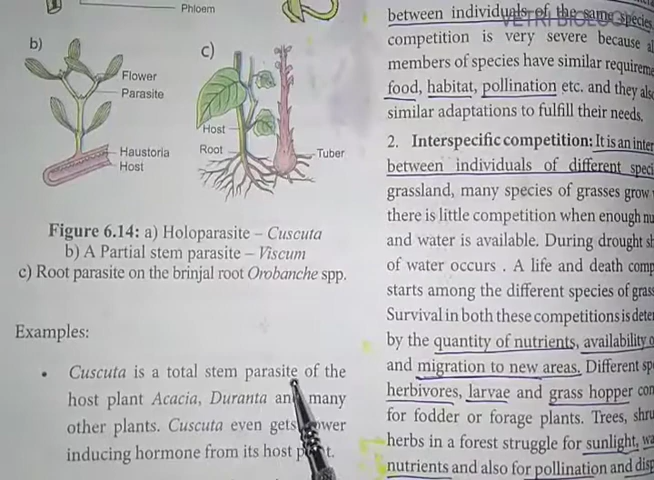 Phloem
b)
Flower
Parasite
Haustoria
Host
c)
Host
Root
Tuber
Figure 6.14: a) Holoparasite – Cuscuta
b) A Partial stem parasite – Viscum
c) Root parasite on the brinjal root Orobanche spp.
Examples:
• Cuscuta is a total stem parasite of the
host plant Acacia, Duranta and many
other plants. Cuscuta even gets
inducing hormone from its host
VETRI BIOLOGY
between individuals of the same species
competition is very severe because
members of species have similar
food, habitat, pollination etc. and they
similar adaptations to fulfill their needs.
2. Interspecific competition: It is an
between individuals of different
grassland, many species of grasses grow
there is little competition when enough
and water is available. During drought
of water occurs . A life and death
starts among the different species of
Survival in both these competitions is
by the quantity of nutrients, availability
and migration to new areas. Different
herbivores, larvae and grass hopper
for fodder or forage plants. Trees,
herbs in a forest struggle for sunlight,
nutrients and also for pollination and